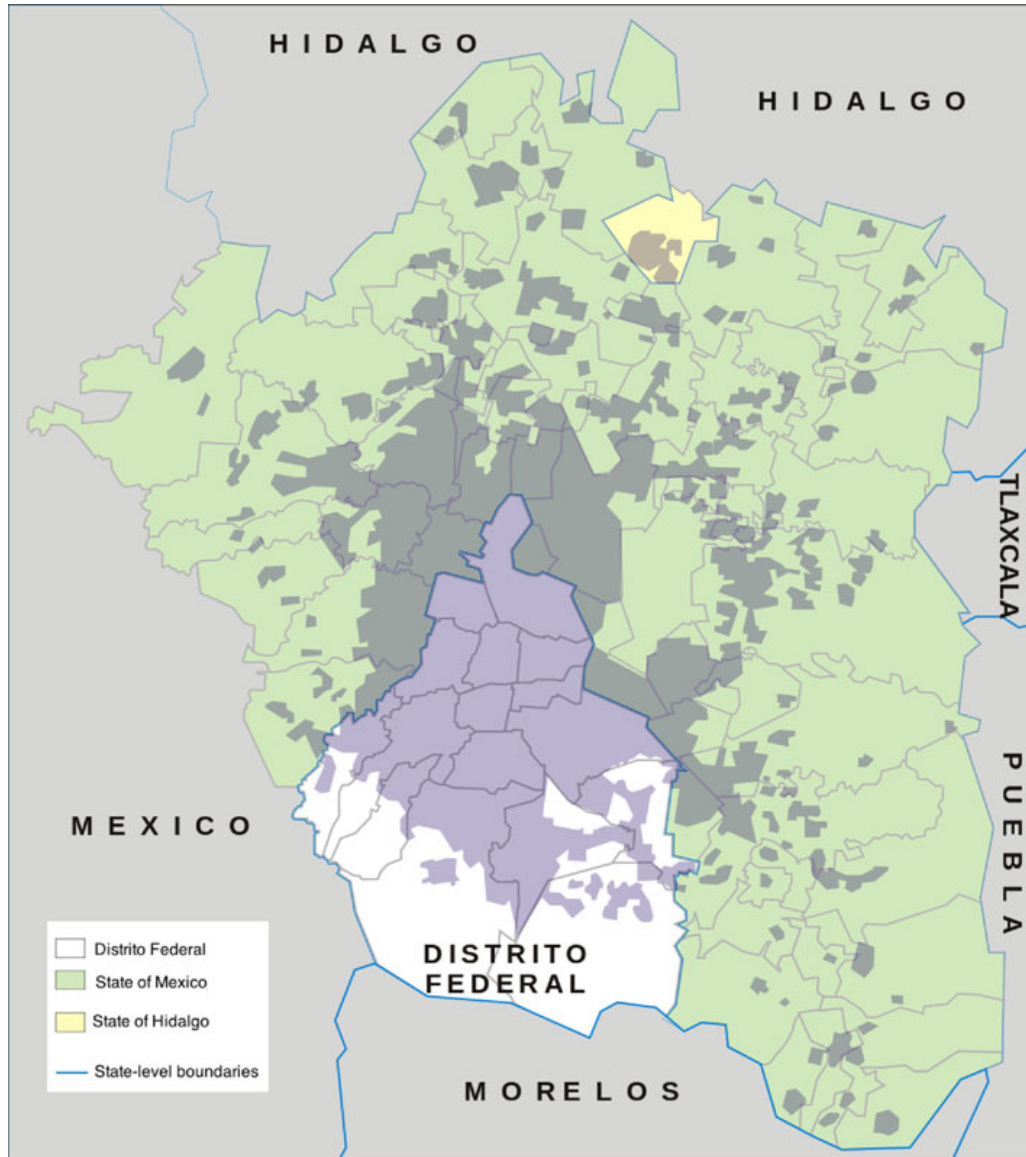 HIDALGO
HIDALGO
TLAXCALA
PUEBLA
MEXICO
DISTRITO
FEDERAL
MORELOS
Distrito Federal
State of Mexico
State of Hidalgo
State-level boundaries